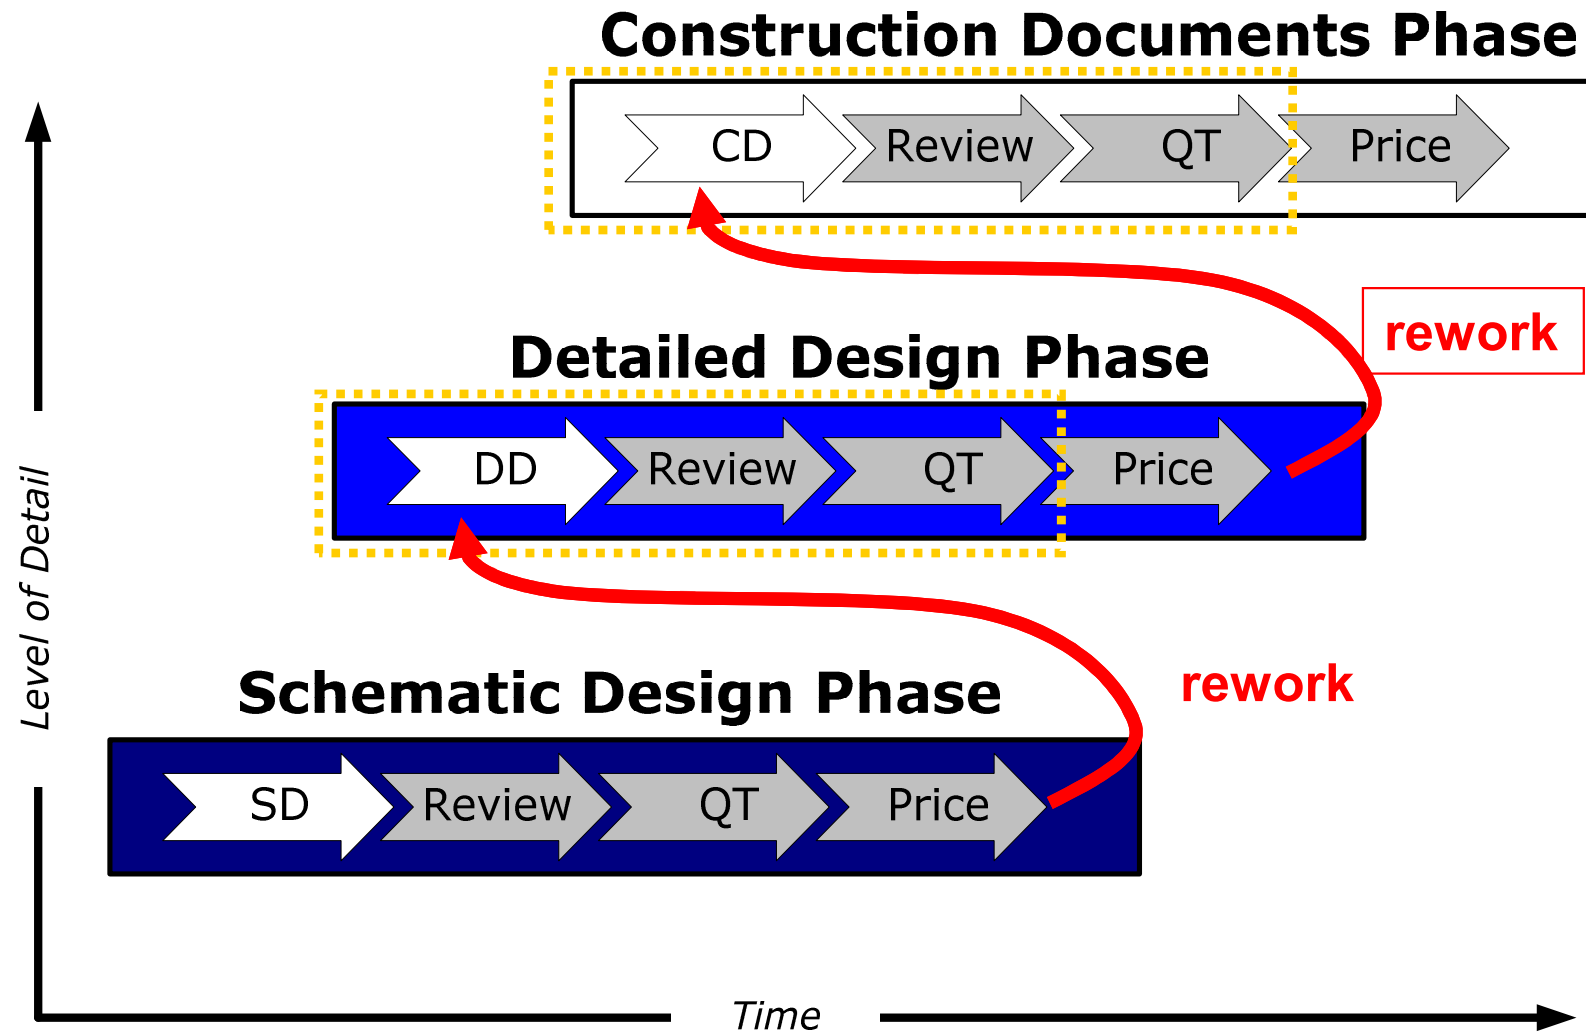 Construction Documents Phase
CD Review QT Price
rework
Detailed Design Phase
DD Review QT Price
Level of Detail
rework
Schematic Design Phase
SD Review QT Price
Time